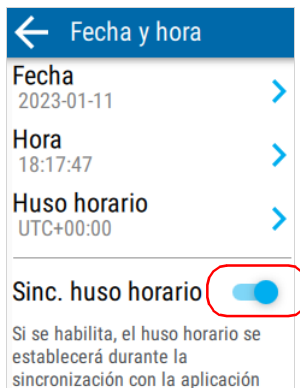 Fecha y hora
Fecha
2023-01-11
Hora
18:17:47
Huso horario
UTC+00:00
Sinc. huso horario
Si se habilita, el huso horario se
establecerá durante la
sincronización con la aplicación